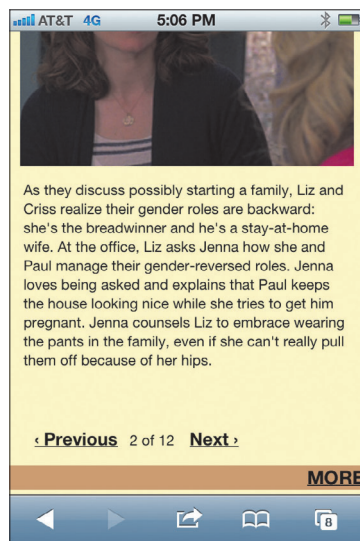 AT&T 4G 5:06 PM
As they discuss possibly starting a family, Liz and
Criss realize their gender roles are backward:
she's the breadwinner and he's a stay-at-home
wife. At the office, Liz asks Jenna how she and
Paul manage their gender-reversed roles. Jenna
loves being asked and explains that Paul keeps
the house looking nice while she tries to get him
pregnant. Jenna counsels Liz to embrace wearing
the pants in the family, even if she can't really pull
them off because of her hips.
‹ Previous 2 of 12 Next ›
MORE
8